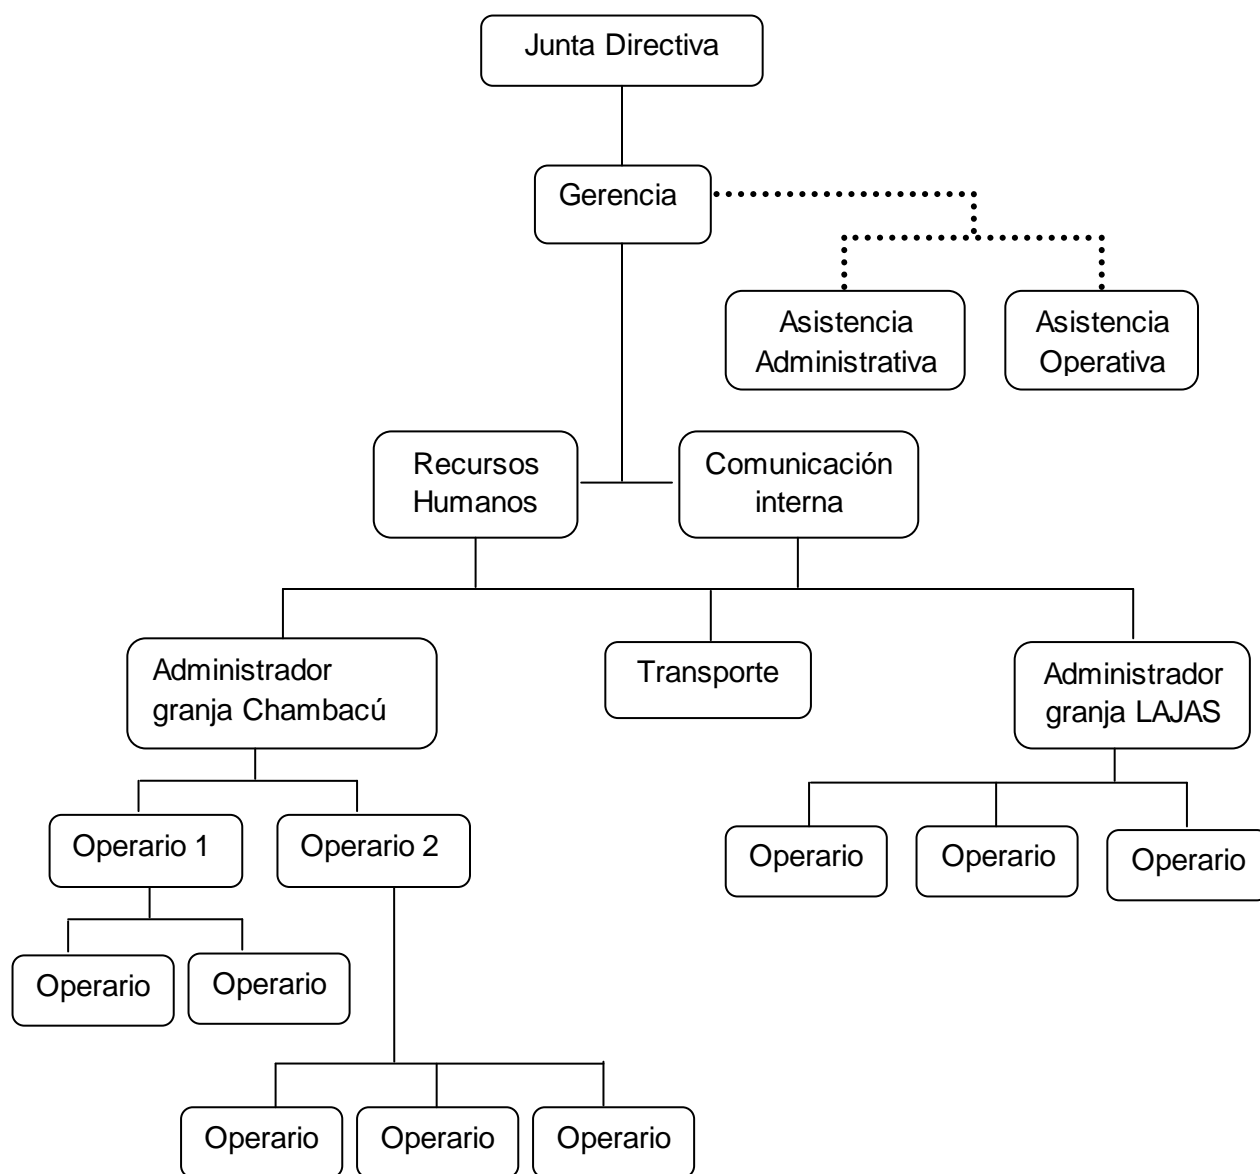 Junta Directiva
Gerencia
Asistencia
Administrativa
Asistencia
Operativa
Recursos
Humanos
Comunicación
interna
Administrador
granja Chambacú
Transporte
Administrador
granja LAJAS
Operario 1
Operario 2
Operario
Operario
Operario
Operario
Operario
Operario
Operario
Operario